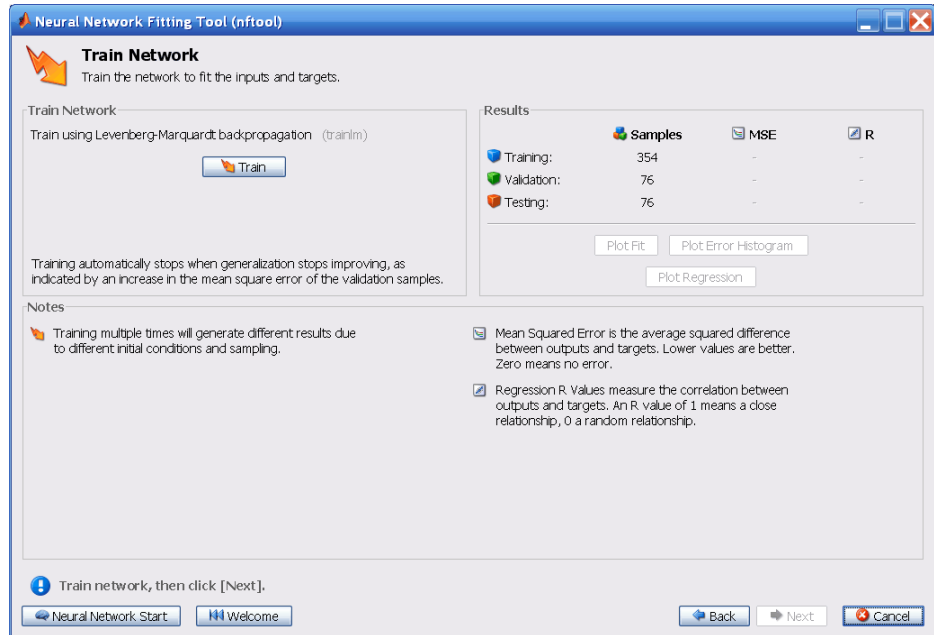 Neural Network Fitting Tool (nftool)
Train Network
Train the network to fit the inputs and targets.
Train Network
Train using Levenberg-Marquardt backpropagation (trainlm)
Train
Training automatically stops when generalization stops improving, as
indicated by an increase in the mean square error of the validation samples.
Results
Samples MSE R
Training: 354 - -
Validation: 76 - -
Testing: 76 - -
Plot Fit Plot Error Histogram
Plot Regression
Notes
Training multiple times will generate different results due
to different initial conditions and sampling.
Mean Squared Error is the average squared difference
between outputs and targets. Lower values are better.
Zero means no error.
Regression R Values measure the correlation between
outputs and targets. An R value of 1 means a close
relationship, 0 a random relationship.
Train network, then click [Next].
Neural Network Start Welcome Back Next Cancel